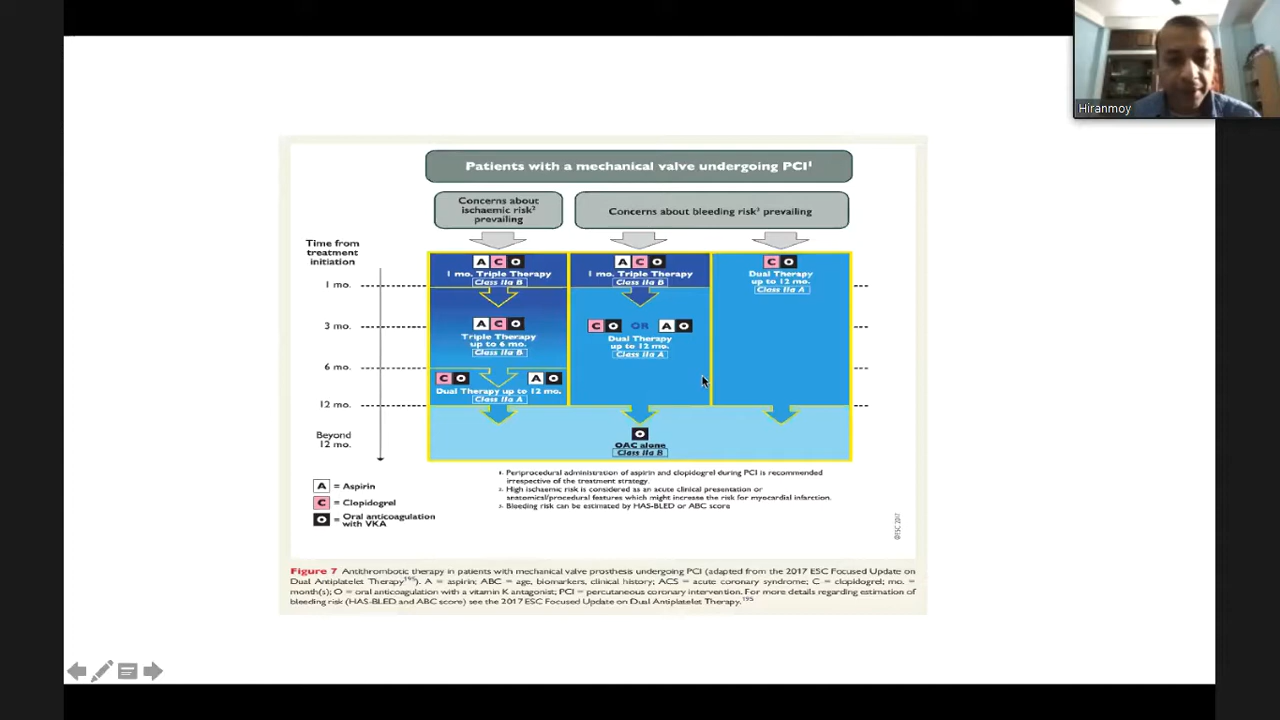 Hiranmoy
Patients with a mechanical valve undergoing PCI¹
Concerns about
ischaemic risk²
prevailing
Concerns about bleeding risk³ prevailing
Time from
treatment
initiation
1 mo.
3 mo.
6 mo.
12 mo.
Beyond
12 mo.
A C O
1 mo. Triple Therapy
Class IIa B
A C O
Triple Therapy
up to 6 mo.
Class IIa B
C O A O
Dual Therapy up to 12 mo.
Class IIa A
A C O
1 mo. Triple Therapy
Class IIa B
C O OR A O
Dual Therapy
up to 12 mo.
Class IIa A
C O
Dual Therapy
up to 12 mo.
Class IIa A
O
OAC alone
Class IIa B
A = Aspirin
C = Clopidogrel
O = Oral anticoagulation
with VKA
1. Periprocedural administration of aspirin and clopidogrel during PCI is recommended
irrespective of the treatment strategy.
2. High ischaemic risk is considered as an acute clinical presentation or
anatomical/procedural features which might increase the risk for myocardial infarction.
3. Bleeding risk can be estimated by HAS-BLED or ABC score
©ESC 2017
Figure 7 Antithrombotic therapy in patients with mechanical valve prosthesis undergoing PCI (adapted from the 2017 ESC Focused Update on
Dual Antiplatelet Therapy¹⁹⁵). A = aspirin; ABC = age, biomarkers, clinical history; ACS = acute coronary syndrome; C = clopidogrel; mo. =
month(s); O = oral anticoagulation with a vitamin K antagonist; PCI = percutaneous coronary intervention. For more details regarding estimation of
bleeding risk (HAS-BLED and ABC score) see the 2017 ESC Focused Update on Dual Antiplatelet Therapy.¹⁹⁵